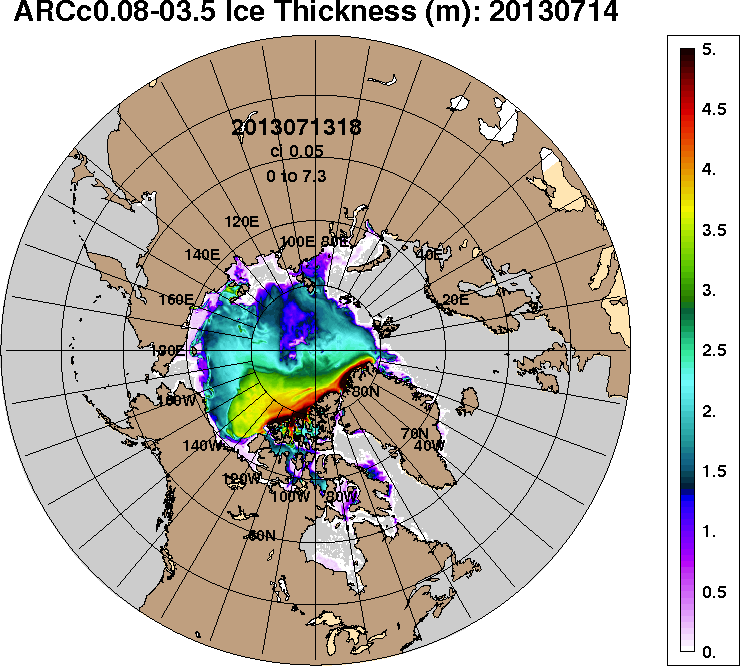 ARCc0.08-03.5 Ice Thickness (m): 20130714
2013071318
ci 0.05
0 to 7.3
120E
100E 80E
140E
40E
160E
20E
180E
160W
80N
70N
140W
40W
120W
100W
80W
60N
5.
4.5
4.
3.5
3.
2.5
2.
1.5
1.
0.5
0.